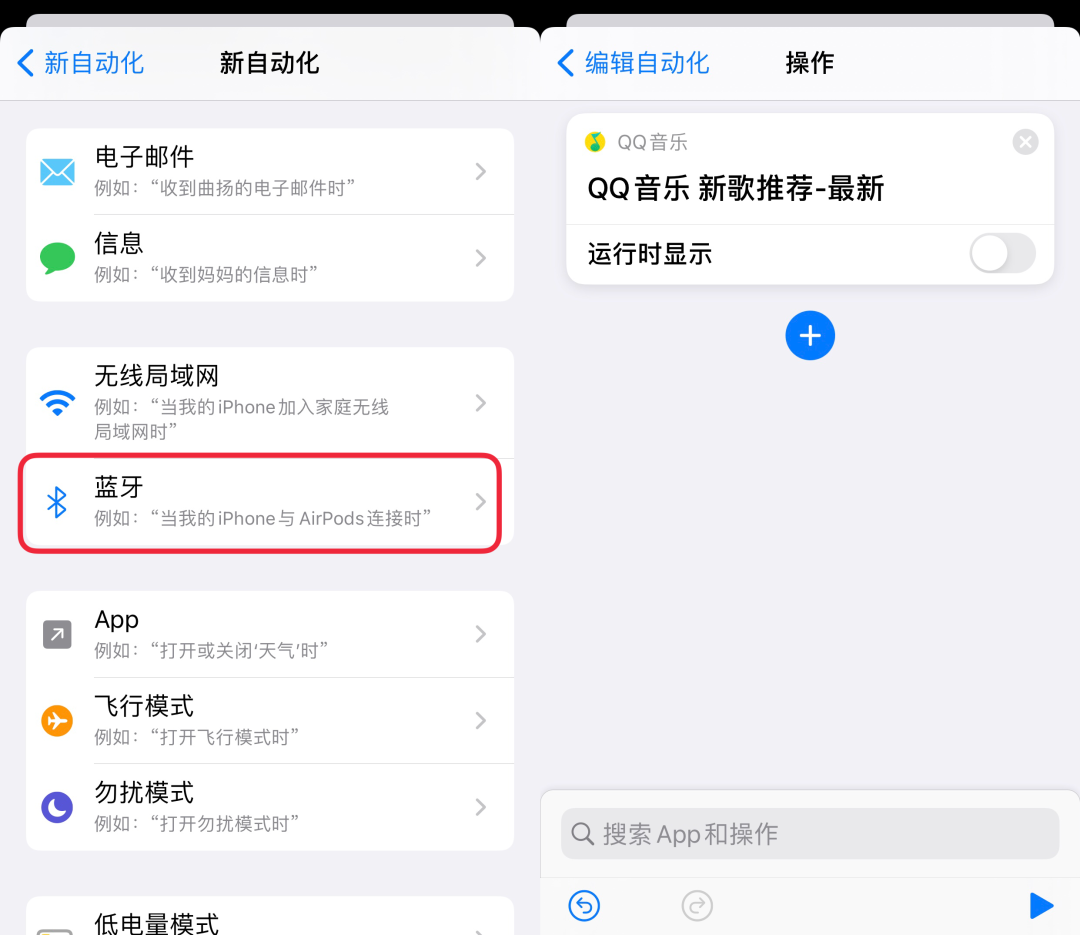 新自动化
新自动化
电子邮件
例如：“收到曲扬的电子邮件时”
信息
例如：“收到妈妈的信息时”
无线局域网
例如：“当我的iPhone加入家庭无线
局域网时”
蓝牙
例如：“当我的iPhone与AirPods连接时”
App
例如：“打开或关闭‘天气’时”
飞行模式
例如：“打开飞行模式时”
勿扰模式
例如：“打开勿扰模式时”
低电量模式
编辑自动化
操作
QQ音乐
QQ音乐 新歌推荐-最新
运行时显示
搜索App和操作